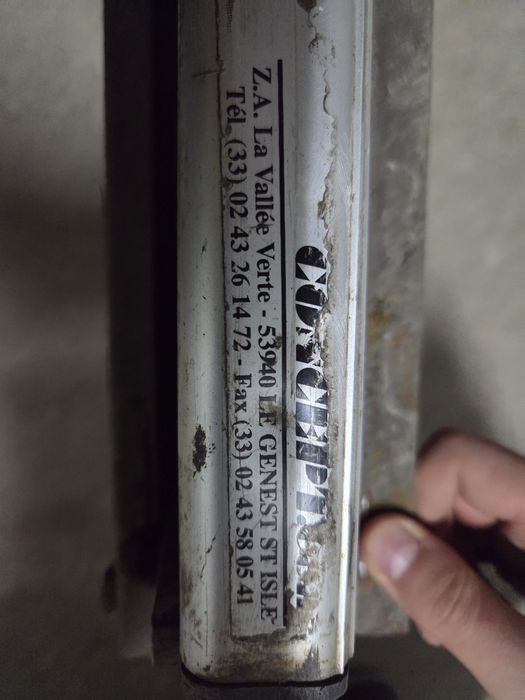 CONCEPT
Z.A. La Vallée Verte - 53940 LE GENEST ST ISLE
Tél. (33) 02 43 26 14 72 - Fax (33) 02 43 58 05 41